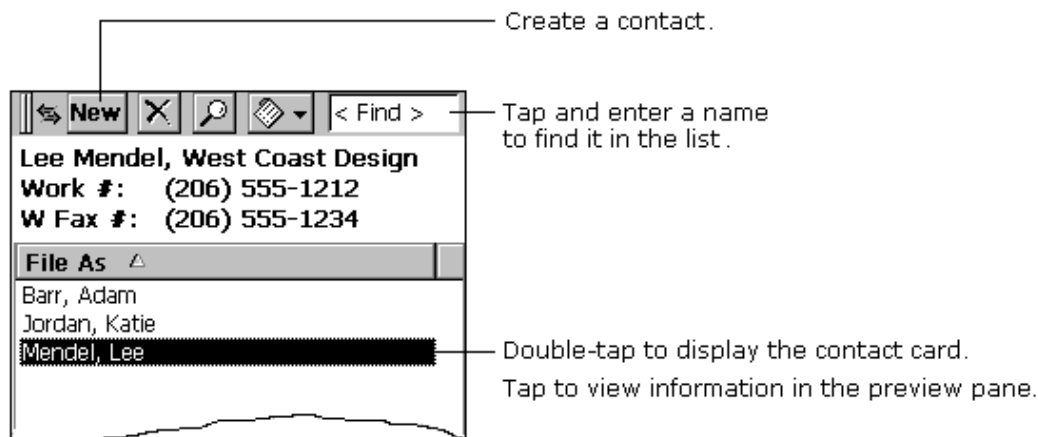 Create a contact.
New < Find >
Tap and enter a name
to find it in the list.
Lee Mendel, West Coast Design
Work #: (206) 555-1212
W Fax #: (206) 555-1234
File As
Barr, Adam
Jordan, Katie
Mendel, Lee
Double-tap to display the contact card.
Tap to view information in the preview pane.